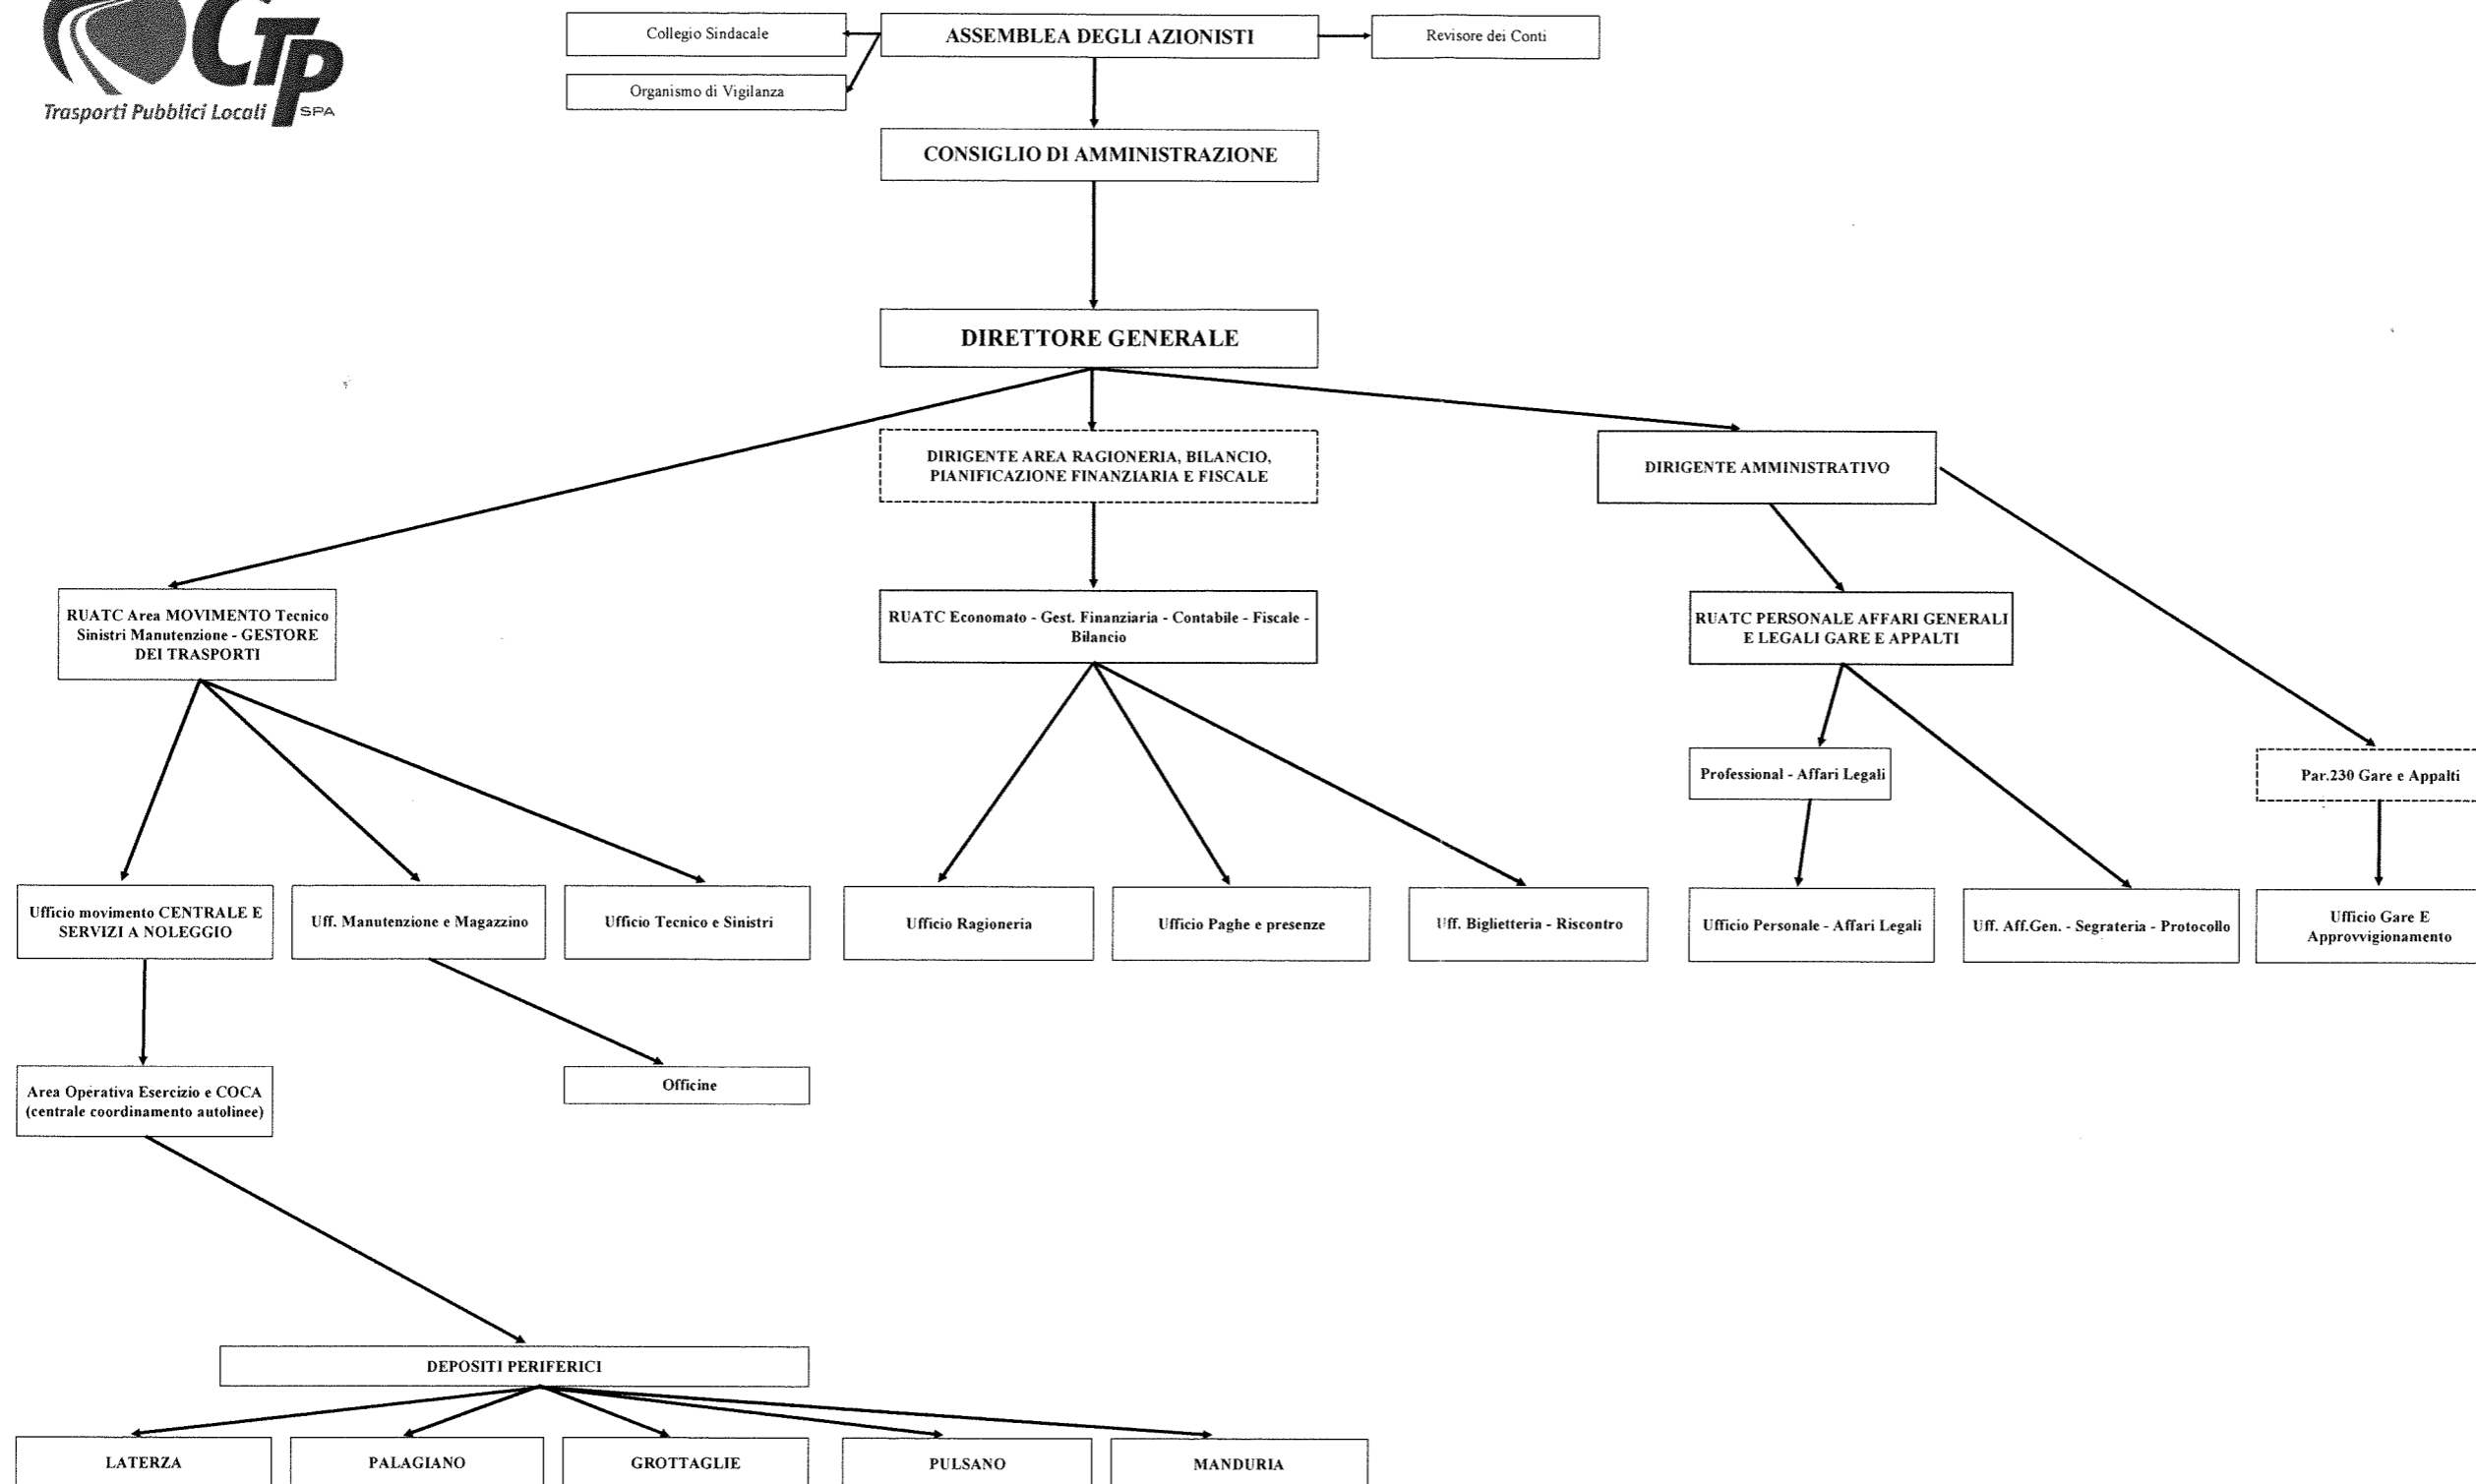 CTP
Trasporti Pubblici Locali SPA
Collegio Sindacale
ASSEMBLEA DEGLI AZIONISTI
Revisore dei Conti
Organismo di Vigilanza
CONSIGLIO DI AMMINISTRAZIONE
DIRETTORE GENERALE
DIRIGENTE AREA RAGIONERIA, BILANCIO,
PIANIFICAZIONE FINANZIARIA E FISCALE
DIRIGENTE AMMINISTRATIVO
RUATC Area MOVIMENTO Tecnico
Sinistri Manutenzione - GESTORE
DEI TRASPORTI
RUATC Economato - Gest. Finanziaria - Contabile - Fiscale -
Bilancio
RUATC PERSONALE AFFARI GENERALI
E LEGALI GARE E APPALTI
Professional - Affari Legali
Par.230 Gare e Appalti
Ufficio movimento CENTRALE E
SERVIZI A NOLEGGIO
Uff. Manutenzione e Magazzino
Ufficio Tecnico e Sinistri
Ufficio Ragioneria
Ufficio Paghe e presenze
Uff. Biglietteria - Riscontro
Ufficio Personale - Affari Legali
Uff. Aff.Gen. - Segrateria - Protocollo
Ufficio Gare E
Approvvigionamento
Area Operativa Esercizio e COCA
(centrale coordinamento autolinee)
Officine
DEPOSITI PERIFERICI
LATERZA
PALAGIANO
GROTTAGLIE
PULSANO
MANDURIA